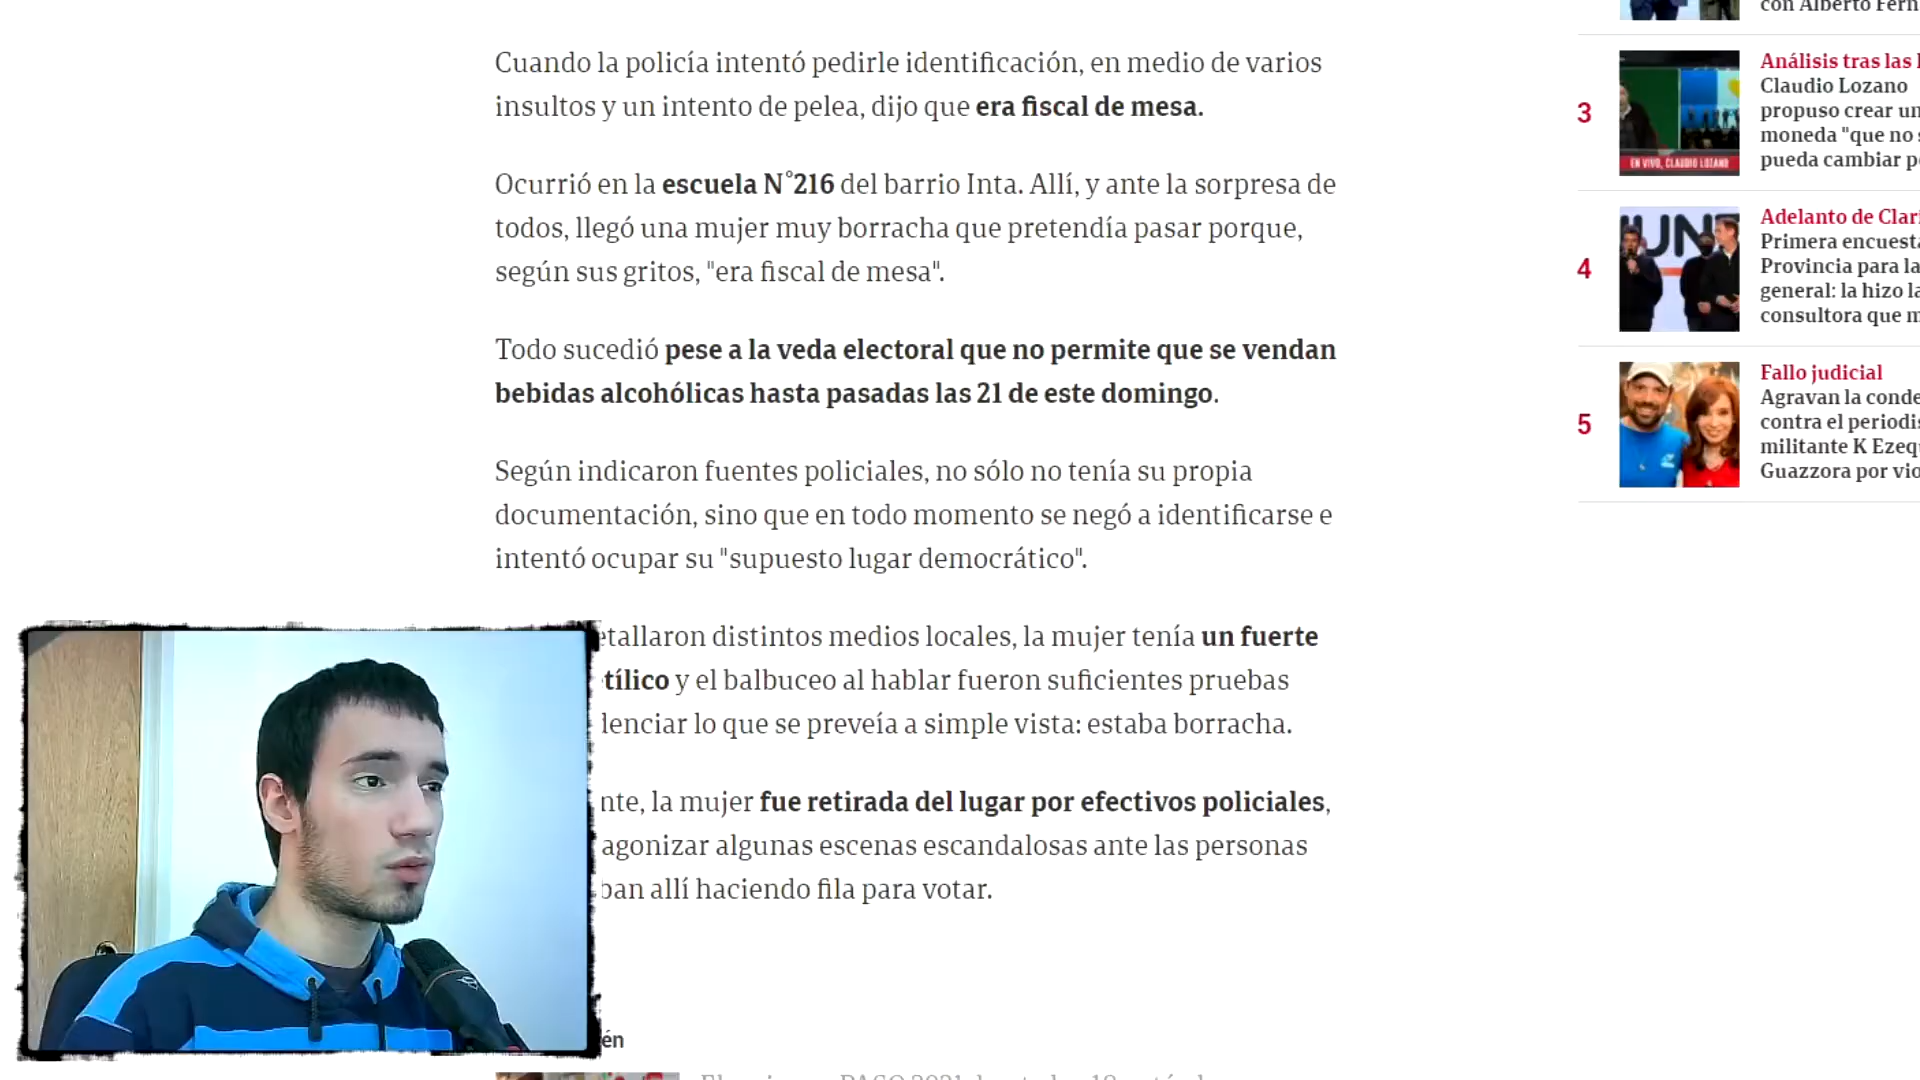 Cuando la policía intentó pedirle identificación, en medio de varios
insultos y un intento de pelea, dijo que era fiscal de mesa.
Ocurrió en la escuela N°216 del barrio Inta. Allí, y ante la sorpresa de
todos, llegó una mujer muy borracha que pretendía pasar porque,
según sus gritos, "era fiscal de mesa".
Todo sucedió pese a la veda electoral que no permite que se vendan
bebidas alcohólicas hasta pasadas las 21 de este domingo.
Según indicaron fuentes policiales, no sólo no tenía su propia
documentación, sino que en todo momento se negó a identificarse e
intentó ocupar su "supuesto lugar democrático".
etallaron distintos medios locales, la mujer tenía un fuerte
tílico y el balbuceo al hablar fueron suficientes pruebas
denciar lo que se preveía a simple vista: estaba borracha.
nte, la mujer fue retirada del lugar por efectivos policiales,
agonizar algunas escenas escandalosas ante las personas
ban allí haciendo fila para votar.
én
con Alberto Fern
3
EN VIVO, CLAUDIO LOZANO
Análisis tras las
Claudio Lozano
propuso crear un
moneda "que no
pueda cambiar p
4
Adelanto de Clar
Primera encuesta
Provincia para la
general: la hizo la
consultora que m
5
Fallo judicial
Agravan la conde
contra el periodis
militante K Ezeq
Guazzora por vio